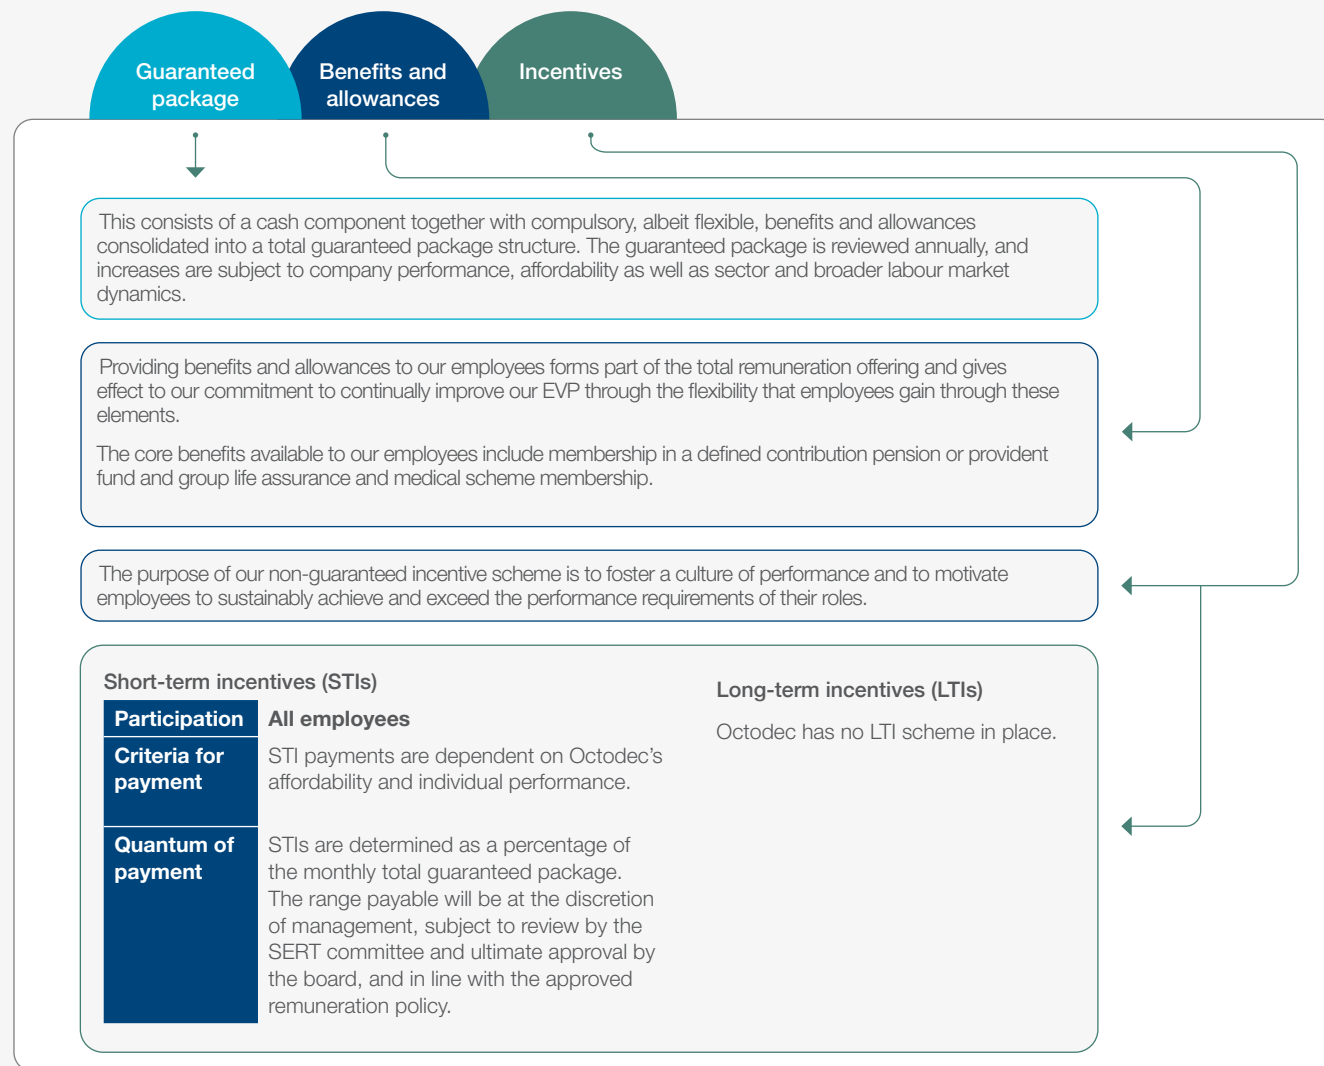 Guaranteed
package
Benefits and
allowances
Incentives
This consists of a cash component together with compulsory, albeit flexible, benefits and allowances
consolidated into a total guaranteed package structure. The guaranteed package is reviewed annually, and
increases are subject to company performance, affordability as well as sector and broader labour market
dynamics.
Providing benefits and allowances to our employees forms part of the total remuneration offering and gives
effect to our commitment to continually improve our EVP through the flexibility that employees gain through these
elements.
The core benefits available to our employees include membership in a defined contribution pension or provident
fund and group life assurance and medical scheme membership.
The purpose of our non-guaranteed incentive scheme is to foster a culture of performance and to motivate
employees to sustainably achieve and exceed the performance requirements of their roles.
Short-term incentives (STIs)
Participation
All employees
Criteria for
payment
STI payments are dependent on Octodec’s
affordability and individual performance.
Quantum of
payment
STIs are determined as a percentage of
the monthly total guaranteed package.
The range payable will be at the discretion
of management, subject to review by the
SERT committee and ultimate approval by
the board, and in line with the approved
remuneration policy.
Long-term incentives (LTIs)
Octodec has no LTI scheme in place.